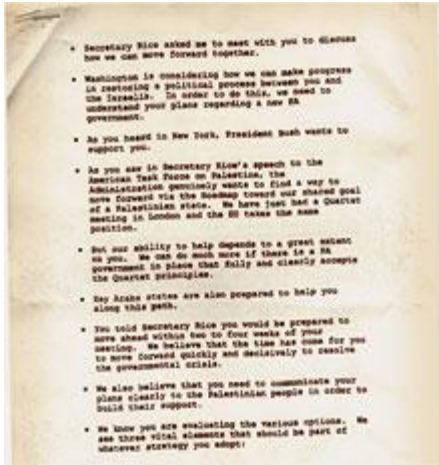 • Secretary Rice asked me to meet with you to discuss
how we can move forward together.
• Washington is considering how we can make progress
in restoring a political process between you and
the Israelis. In order to do this, we need to
understand your plans regarding a new PA
government.
• As you heard in New York, President Bush wants to
support you.
• As you saw in Secretary Rice's speech to the
American Task Force on Palestine, the
Administration genuinely wants to find a way to
move forward via the Roadmap toward our shared goal
of a Palestinian state. We have just had a Quartet
meeting in London and the EU takes the same
position.
• But our ability to help depends to a great extent
on you. We can do much more if there is a PA
government in place that fully and clearly accepts
the Quartet principles.
• Key Arabs states are also prepared to help you
along this path.
• You told Secretary Rice you would be prepared to
move ahead within two to four weeks of your
meeting. We believe that the time has come for you
to move forward quickly and decisively to resolve
the governmental crisis.
• We also believe that you need to communicate your
plans clearly to the Palestinian people in order to
build their support.
• We know you are evaluating the various options. We
see three vital elements that should be part of
whatever strategy you adopt: